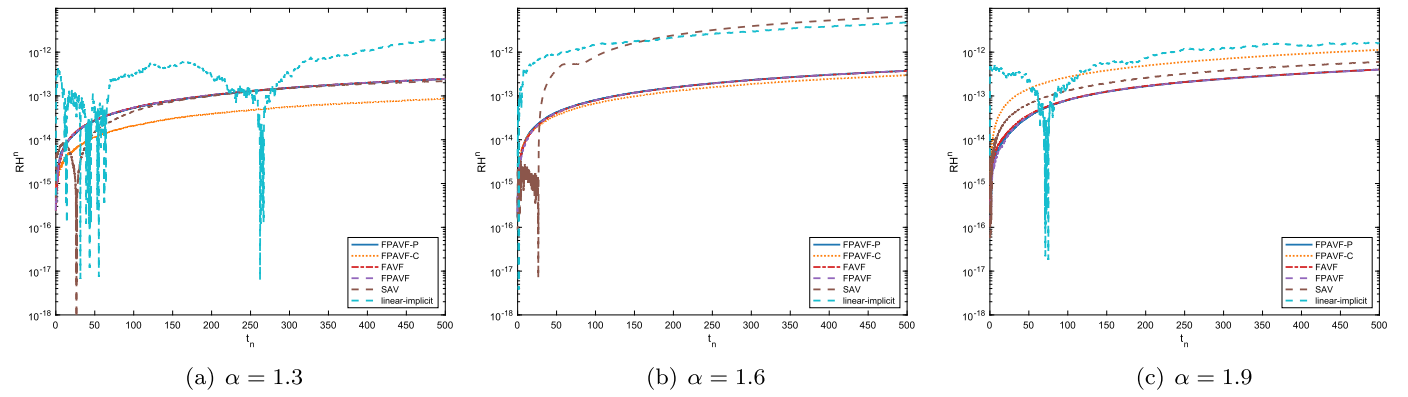 10^-12
10^-13
10^-14
10^-15
10^-16
10^-17
10^-18
RH^n
0 50 100 150 200 250 300 350 400 450 500
t_n
FPAVF-P
FPAVF-C
FAVF
FPAVF
SAV
linear-implicit
(a) α = 1.3
10^-12
10^-13
10^-14
10^-15
10^-16
10^-17
10^-18
RH^n
0 50 100 150 200 250 300 350 400 450 500
t_n
FPAVF-P
FPAVF-C
FAVF
FPAVF
SAV
linear-implicit
(b) α = 1.6
10^-12
10^-13
10^-14
10^-15
10^-16
10^-17
10^-18
RH^n
0 50 100 150 200 250 300 350 400 450 500
t_n
FPAVF-P
FPAVF-C
FAVF
FPAVF
SAV
linear-implicit
(c) α = 1.9